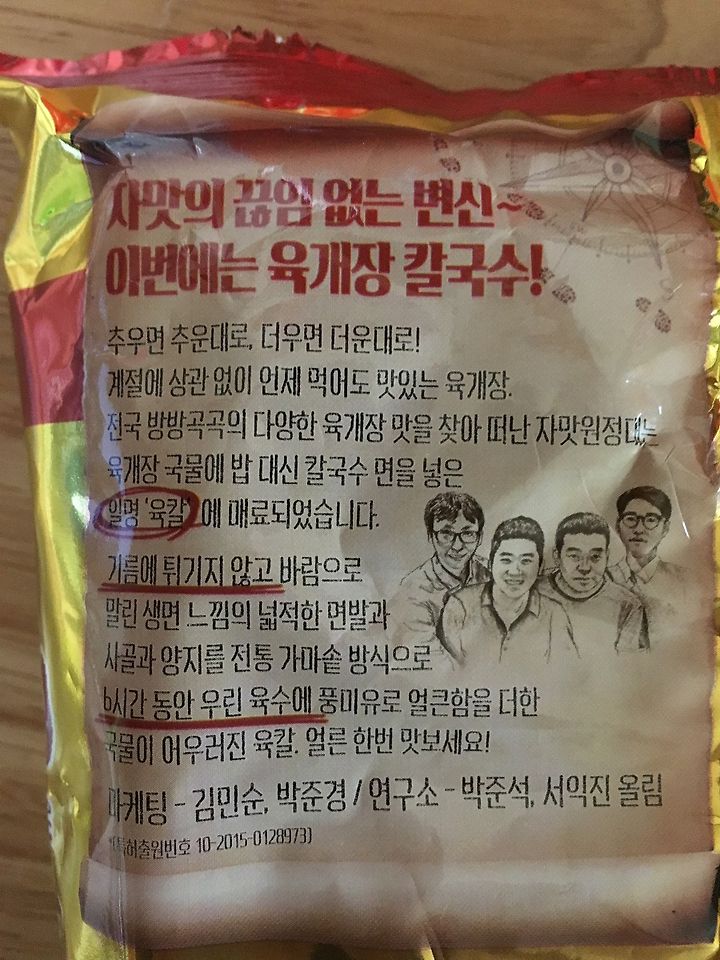 자맛의 끊임 없는 변신~
이번에는 육개장 칼국수!
추우면 추운대로, 더우면 더운대로!
계절에 상관 없이 언제 먹어도 맛있는 육개장.
전국 방방곡곡의 다양한 육개장 맛을 찾아 떠난 자맛원정대는
육개장 국물에 밥 대신 칼국수 면을 넣은
일명 '육칼'에 매료되었습니다.
기름에 튀기지 않고 바람으로
말린 생면 느낌의 넓적한 면발과
사골과 양지를 전통 가마솥 방식으로
6시간 동안 우린 육수에 풍미유로 얼큰함을 더한
국물이 어우러진 육칼. 얼른 한번 맛보세요!
마케팅 - 김민순, 박준경 / 연구소 - 박준석, 서익진 올림
(특허출원번호 10-2015-0128973)